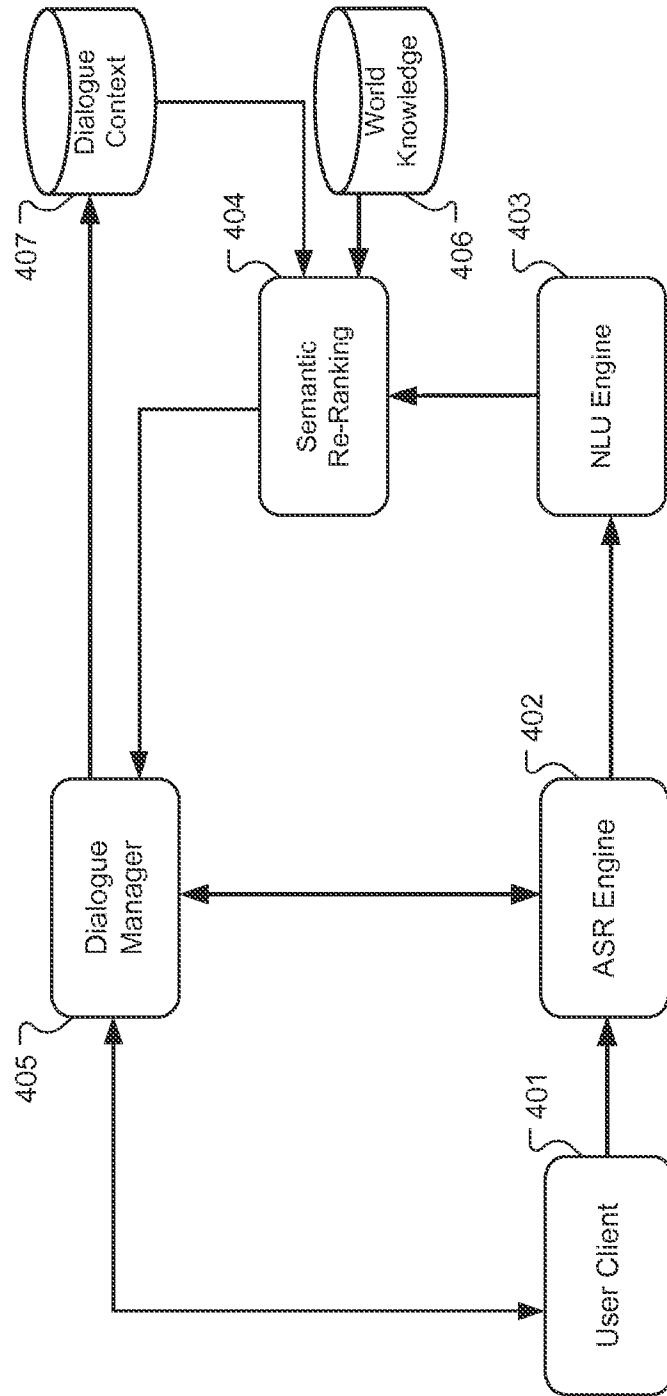 Dialogue
Context
407
World
Knowledge
406
404
Semantic
Re-Ranking
403
NLU Engine
405
Dialogue
Manager
402
ASR Engine
401
User Client